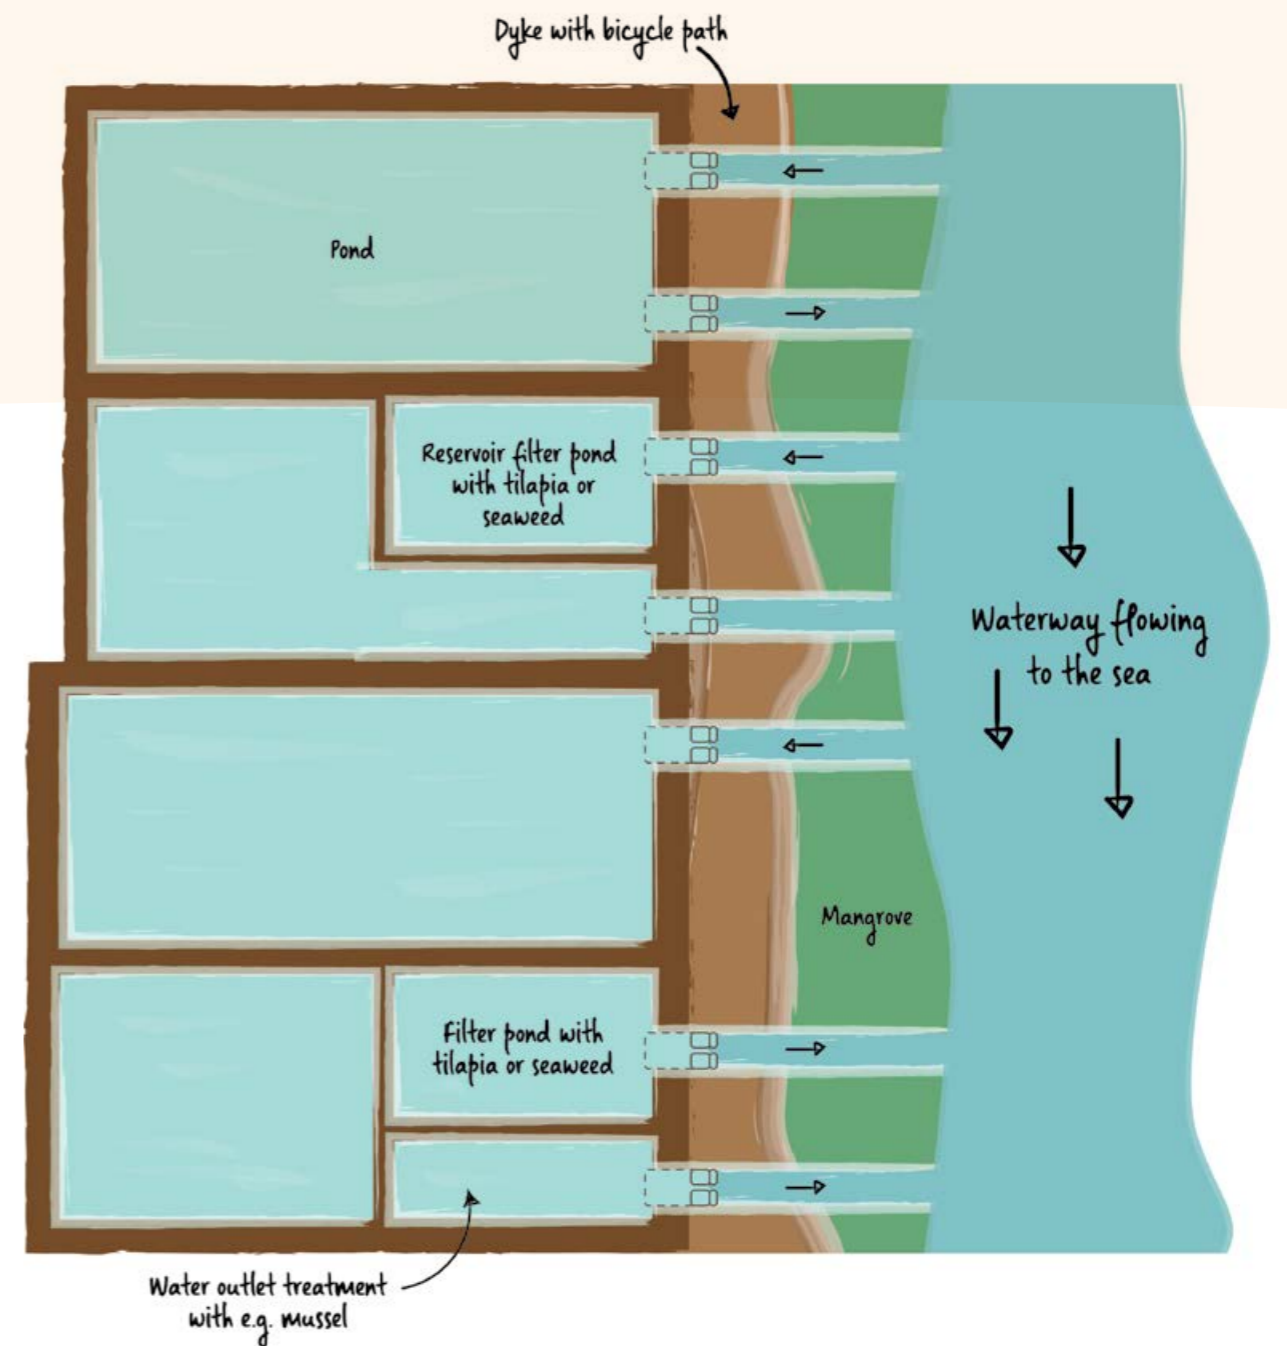 Dyke with bicycle path
Pond
Reservoir filter pond
with tilapia or
seaweed
Waterway flowing
to the sea
Mangrove
Filter pond with
tilapia or seaweed
Water outlet treatment
with e.g. mussel